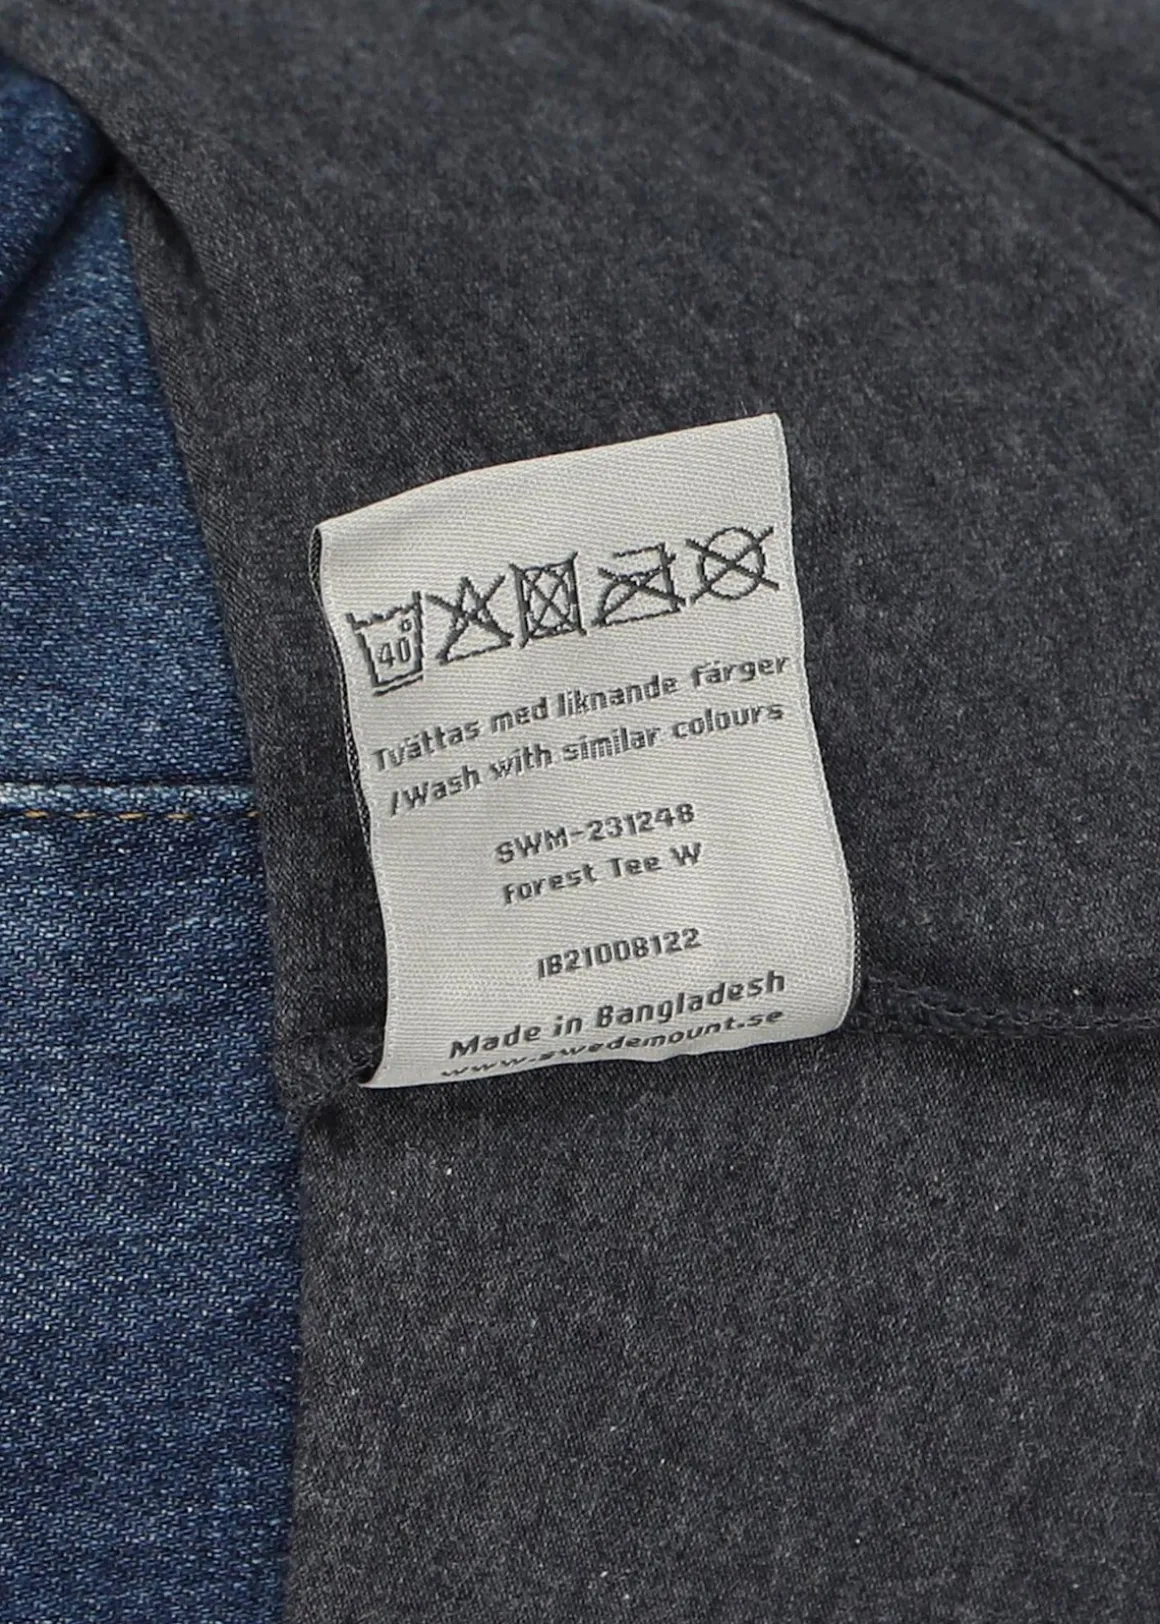 40°
Tvättas med liknande färger
/Wash with similar colours
SWM-231248
Forest Tee W
IB21008122
Made in Bangladesh
www.swedemount.se